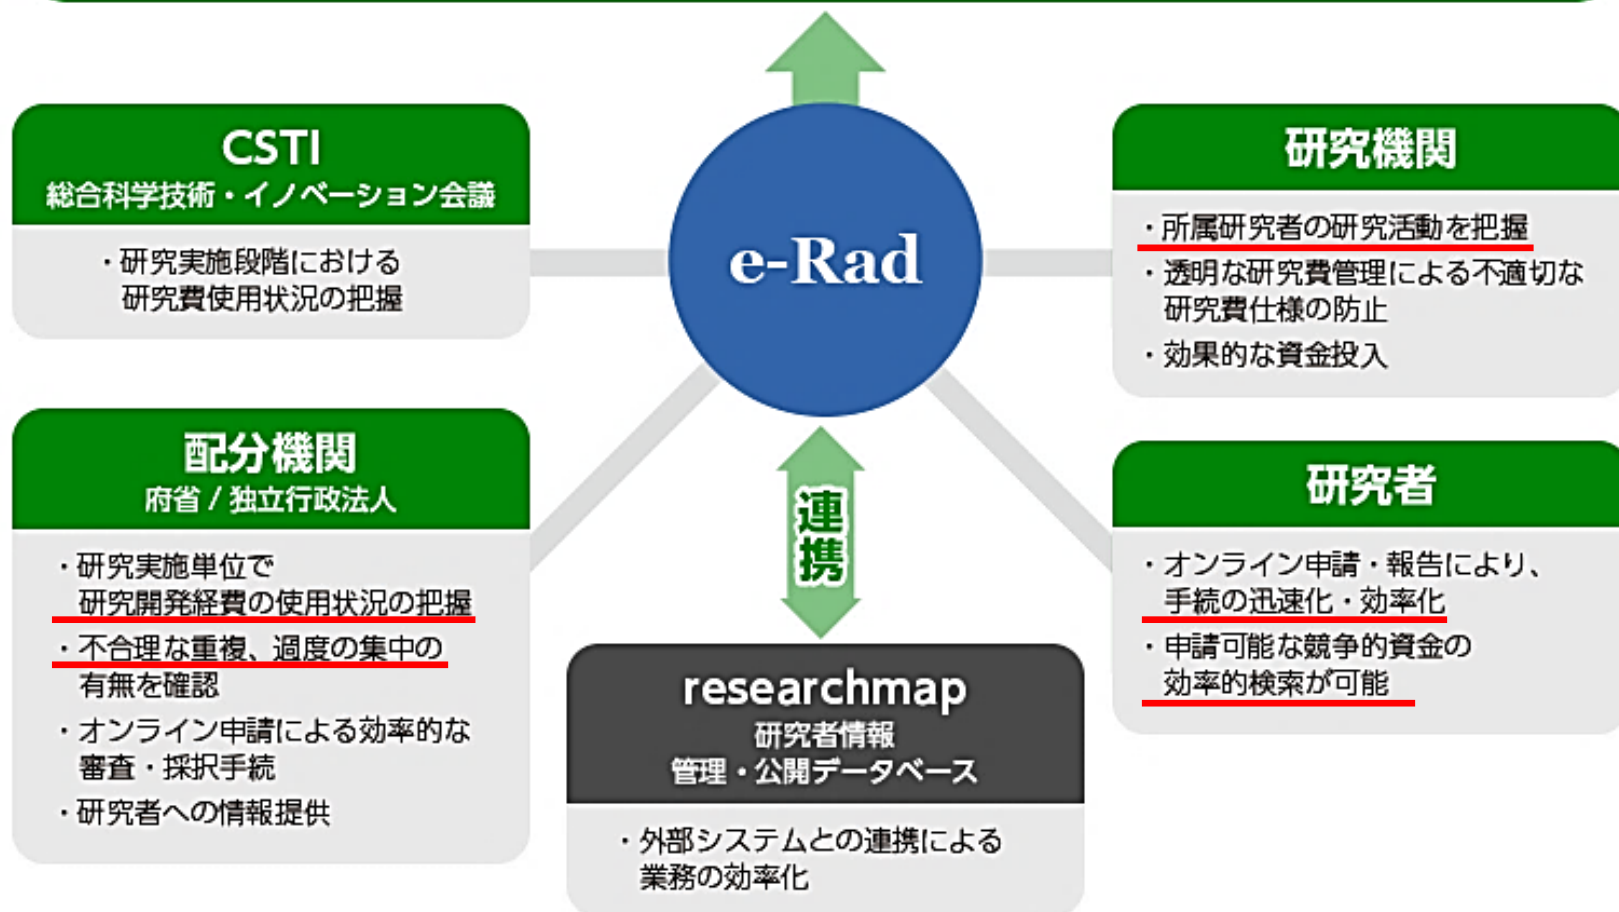 CSTI
総合科学技術・イノベーション会議
・研究実施段階における
研究費使用状況の把握
e-Rad
研究機関
・所属研究者の研究活動を把握
・透明な研究費管理による不適切な
研究費仕様の防止
・効果的な資金投入
配分機関
府省 / 独立行政法人
・研究実施単位で
研究開発経費の使用状況の把握
・不合理な重複、過度の集中の
有無を確認
・オンライン申請による効率的な
審査・採択手続
・研究者への情報提供
連
携
researchmap
研究者情報
管理・公開データベース
・外部システムとの連携による
業務の効率化
研究者
・オンライン申請・報告により、
手続の迅速化・効率化
・申請可能な競争的資金の
効率的検索が可能